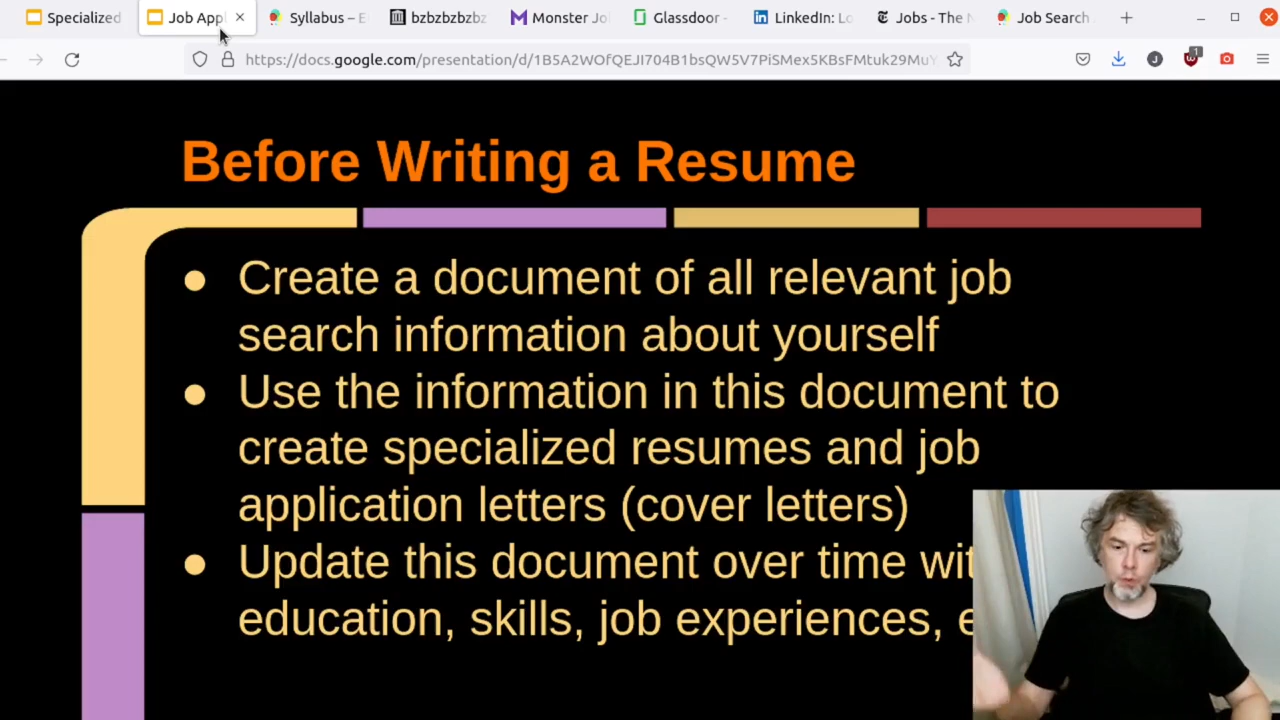 Specialized
Job Appl
Syllabus – E
bzbzbzbzbz
Monster Jo
Glassdoor -
LinkedIn: Lo
Jobs - The N
Job Search
https://docs.google.com/presentation/d/1B5A2WOfQEJI704B1bsQW5V7PiSMex5KBsFMtuk29MuY
J
1
Before Writing a Resume
● Create a document of all relevant job
search information about yourself
● Use the information in this document to
create specialized resumes and job
application letters (cover letters)
● Update this document over time wit
education, skills, job experiences, e